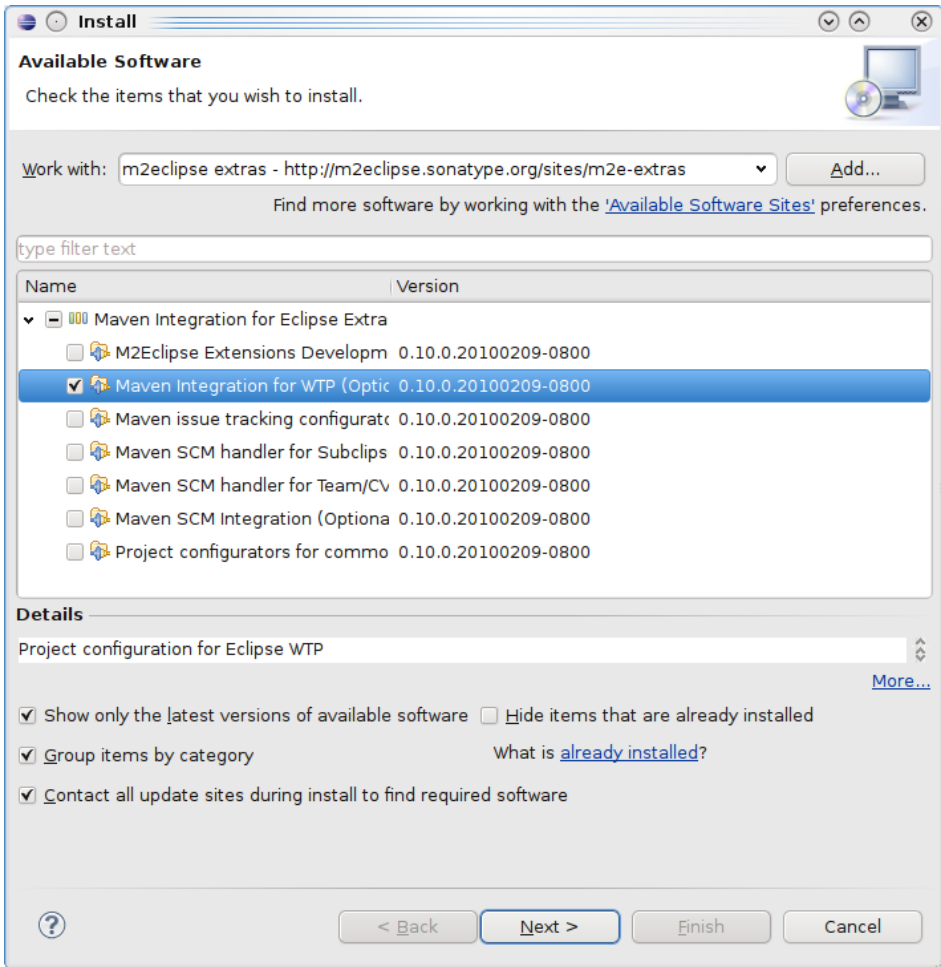 Install
Available Software
Check the items that you wish to install.
Work with: m2eclipse extras - http://m2eclipse.sonatype.org/sites/m2e-extras Add...
Find more software by working with the 'Available Software Sites' preferences.
type filter text
Name Version
Maven Integration for Eclipse Extra
M2Eclipse Extensions Developm 0.10.0.20100209-0800
Maven Integration for WTP (Optic 0.10.0.20100209-0800
Maven issue tracking configuratc 0.10.0.20100209-0800
Maven SCM handler for Subclips 0.10.0.20100209-0800
Maven SCM handler for Team/CV 0.10.0.20100209-0800
Maven SCM Integration (Optiona 0.10.0.20100209-0800
Project configurators for commo 0.10.0.20100209-0800
Details
Project configuration for Eclipse WTP
More...
Show only the latest versions of available software Hide items that are already installed
Group items by category What is already installed?
Contact all update sites during install to find required software
? < Back Next > Finish Cancel